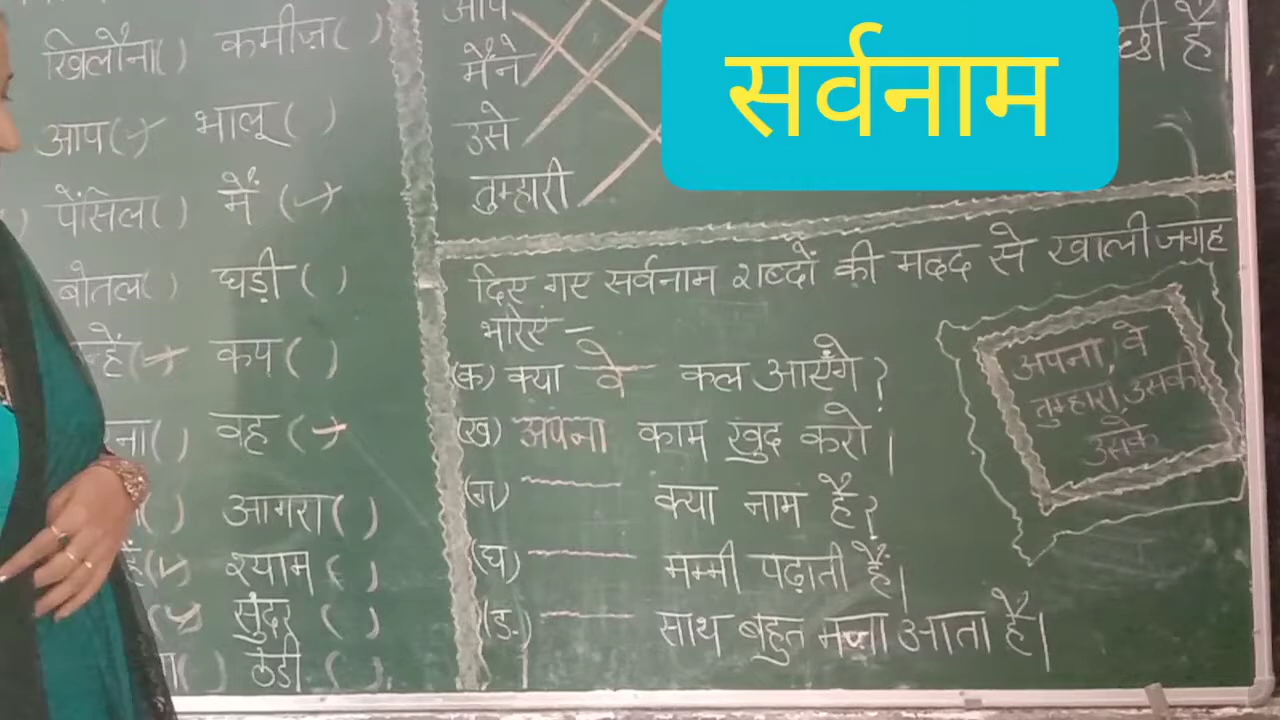 सर्वनाम
खिलौना( ) कमीज़( )
आप(✓) भालू( )
पेंसिल( ) मैं (✓)
बोतल( ) घड़ी ( )
कप ( )
वह (✓)
आगरा ( )
श्याम ( )
सुंदर ( )
ठंडी ( )
आप
मैंने
उसे
तुम्हारी
दिए गए सर्वनाम शब्दों की मदद से खाली जगह
भरिए –
(क) क्या वे कल आएँगे ?
(ख) अपना काम खुद करो ।
(ग) ——— क्या नाम है?
(घ) ——— मम्मी पढ़ाती हैं।
(ङ) ——— साथ बहुत मज़ा आता है।
अपना, वे
तुम्हारा, उसकी,
उसके